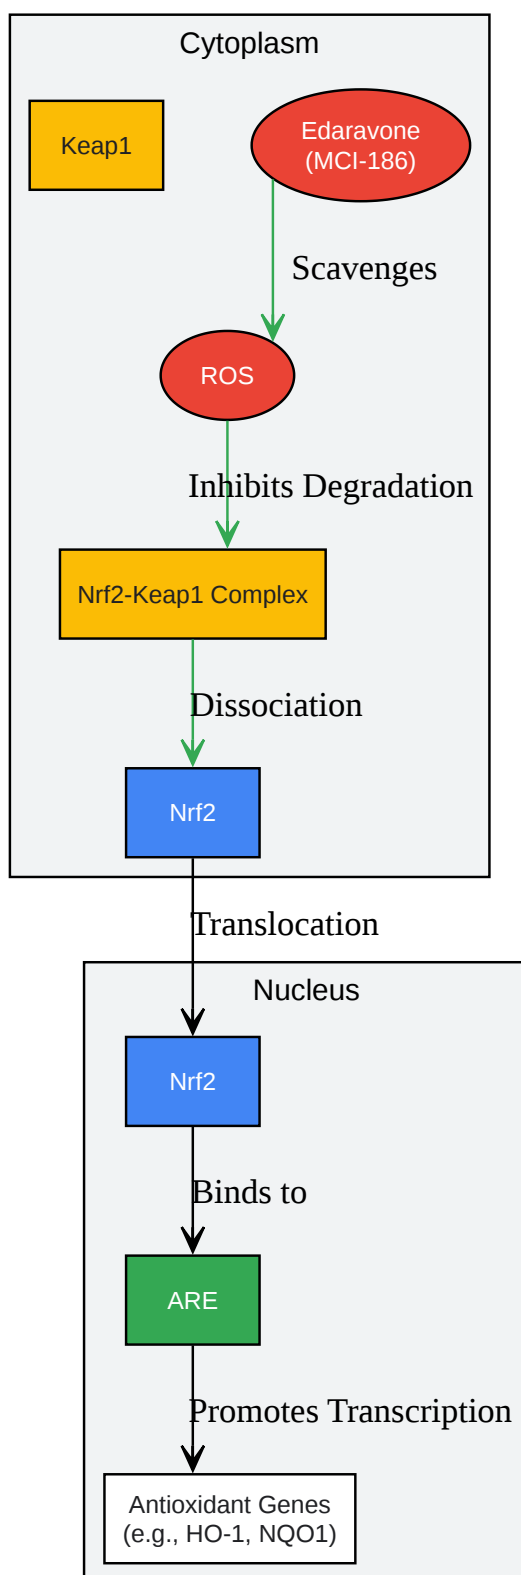 Cytoplasm
Keap1
Edaravone
(MCI-186)
Scavenges
ROS
Inhibits Degradation
Nrf2-Keap1 Complex
Dissociation
Nrf2
Translocation
Nucleus
Nrf2
Binds to
ARE
Promotes Transcription
Antioxidant Genes
(e.g., HO-1, NQO1)